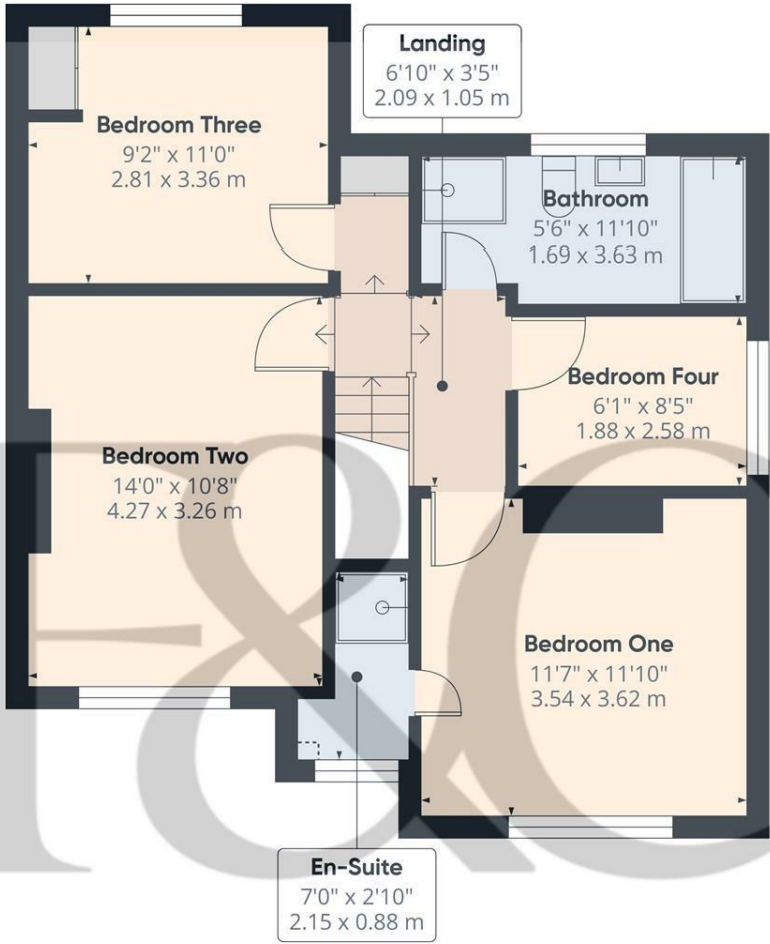 Landing
6'10" x 3'5"
2.09 x 1.05 m
Bedroom Three
9'2" x 11'0"
2.81 x 3.36 m
Bathroom
5'6" x 11'10"
1.69 x 3.63 m
Bedroom Four
6'1" x 8'5"
1.88 x 2.58 m
Bedroom Two
14'0" x 10'8"
4.27 x 3.26 m
Bedroom One
11'7" x 11'10"
3.54 x 3.62 m
En-Suite
7'0" x 2'10"
2.15 x 0.88 m
F&C